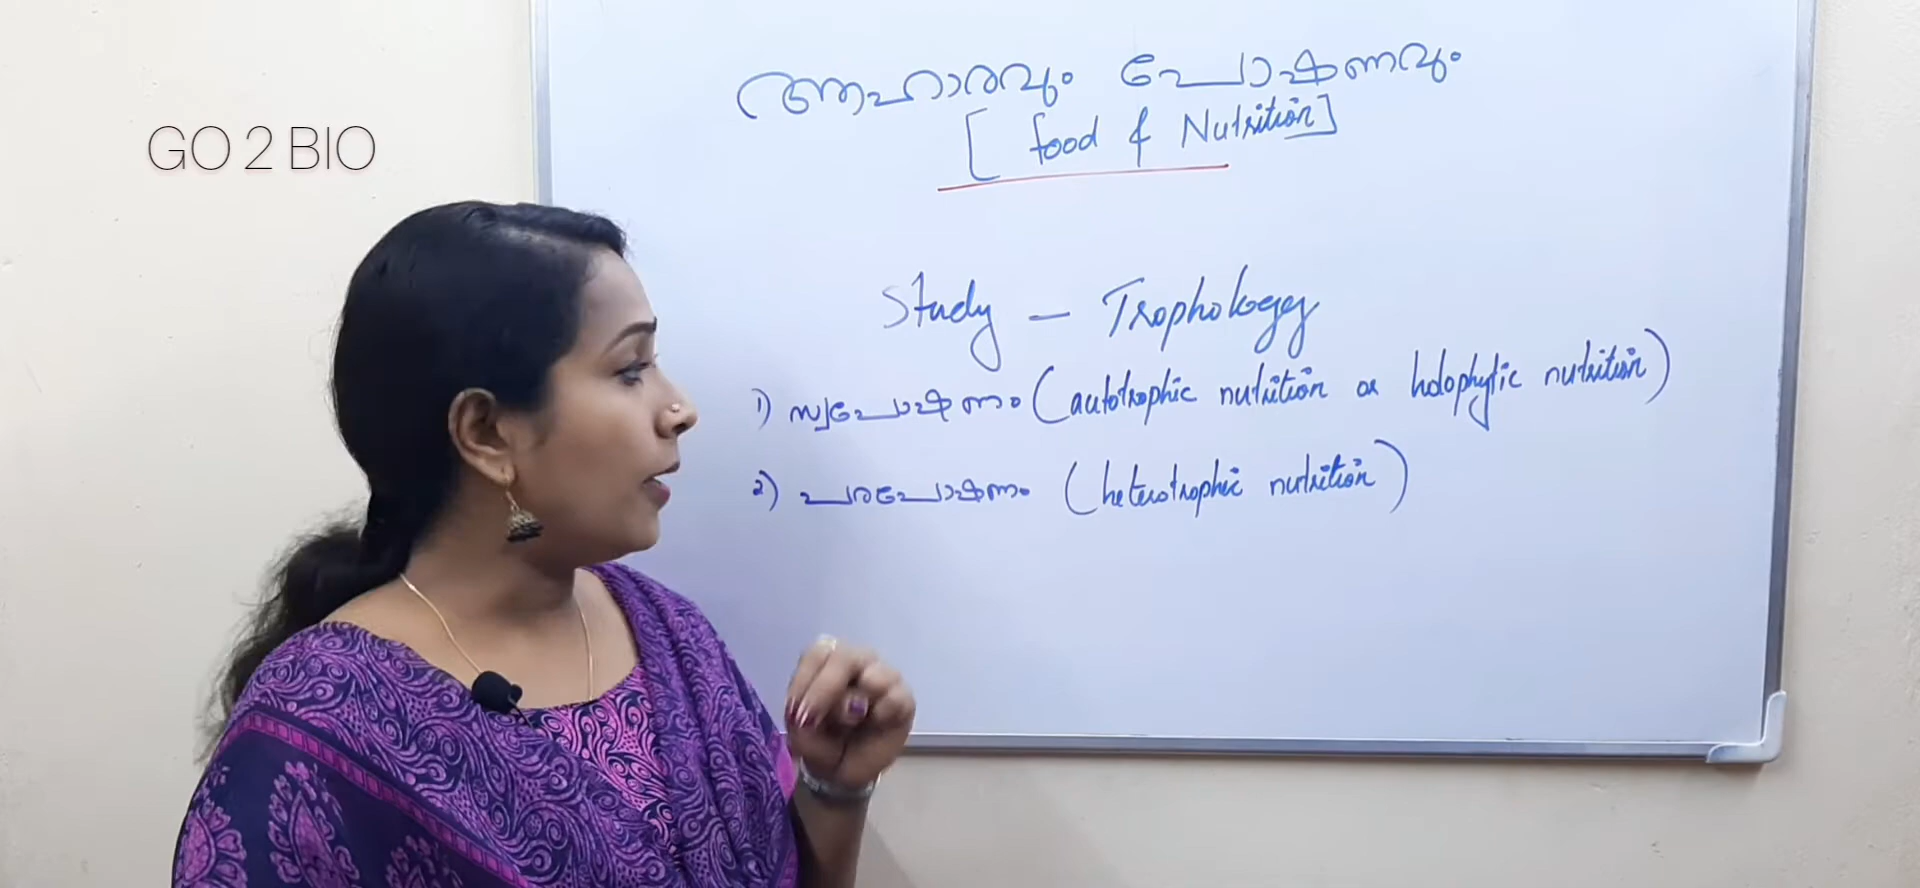 GO 2 BIO
ആഹാരവും പോഷണവും
[ food & Nutrition ]
Study – Trophology
1) സ്വപോഷണം (autotrophic nutrition or holophytic nutrition)
2) പരപോഷണം (heterotrophic nutrition)